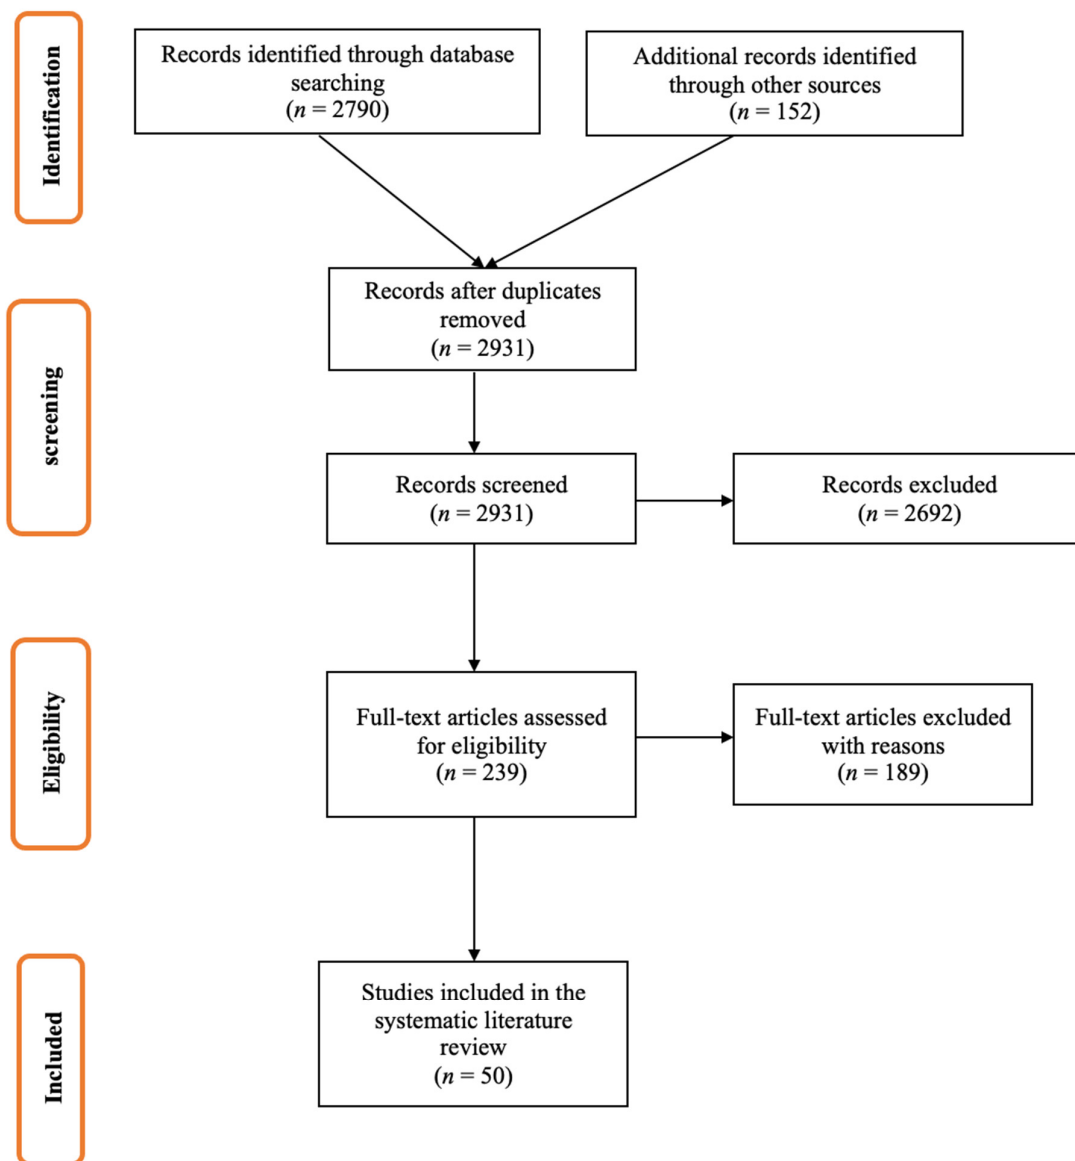 Identification
Records identified through database
searching
(n = 2790)
Additional records identified
through other sources
(n = 152)
screening
Records after duplicates
removed
(n = 2931)
Records screened
(n = 2931)
Records excluded
(n = 2692)
Eligibility
Full-text articles assessed
for eligibility
(n = 239)
Full-text articles excluded
with reasons
(n = 189)
Included
Studies included in the
systematic literature
review
(n = 50)